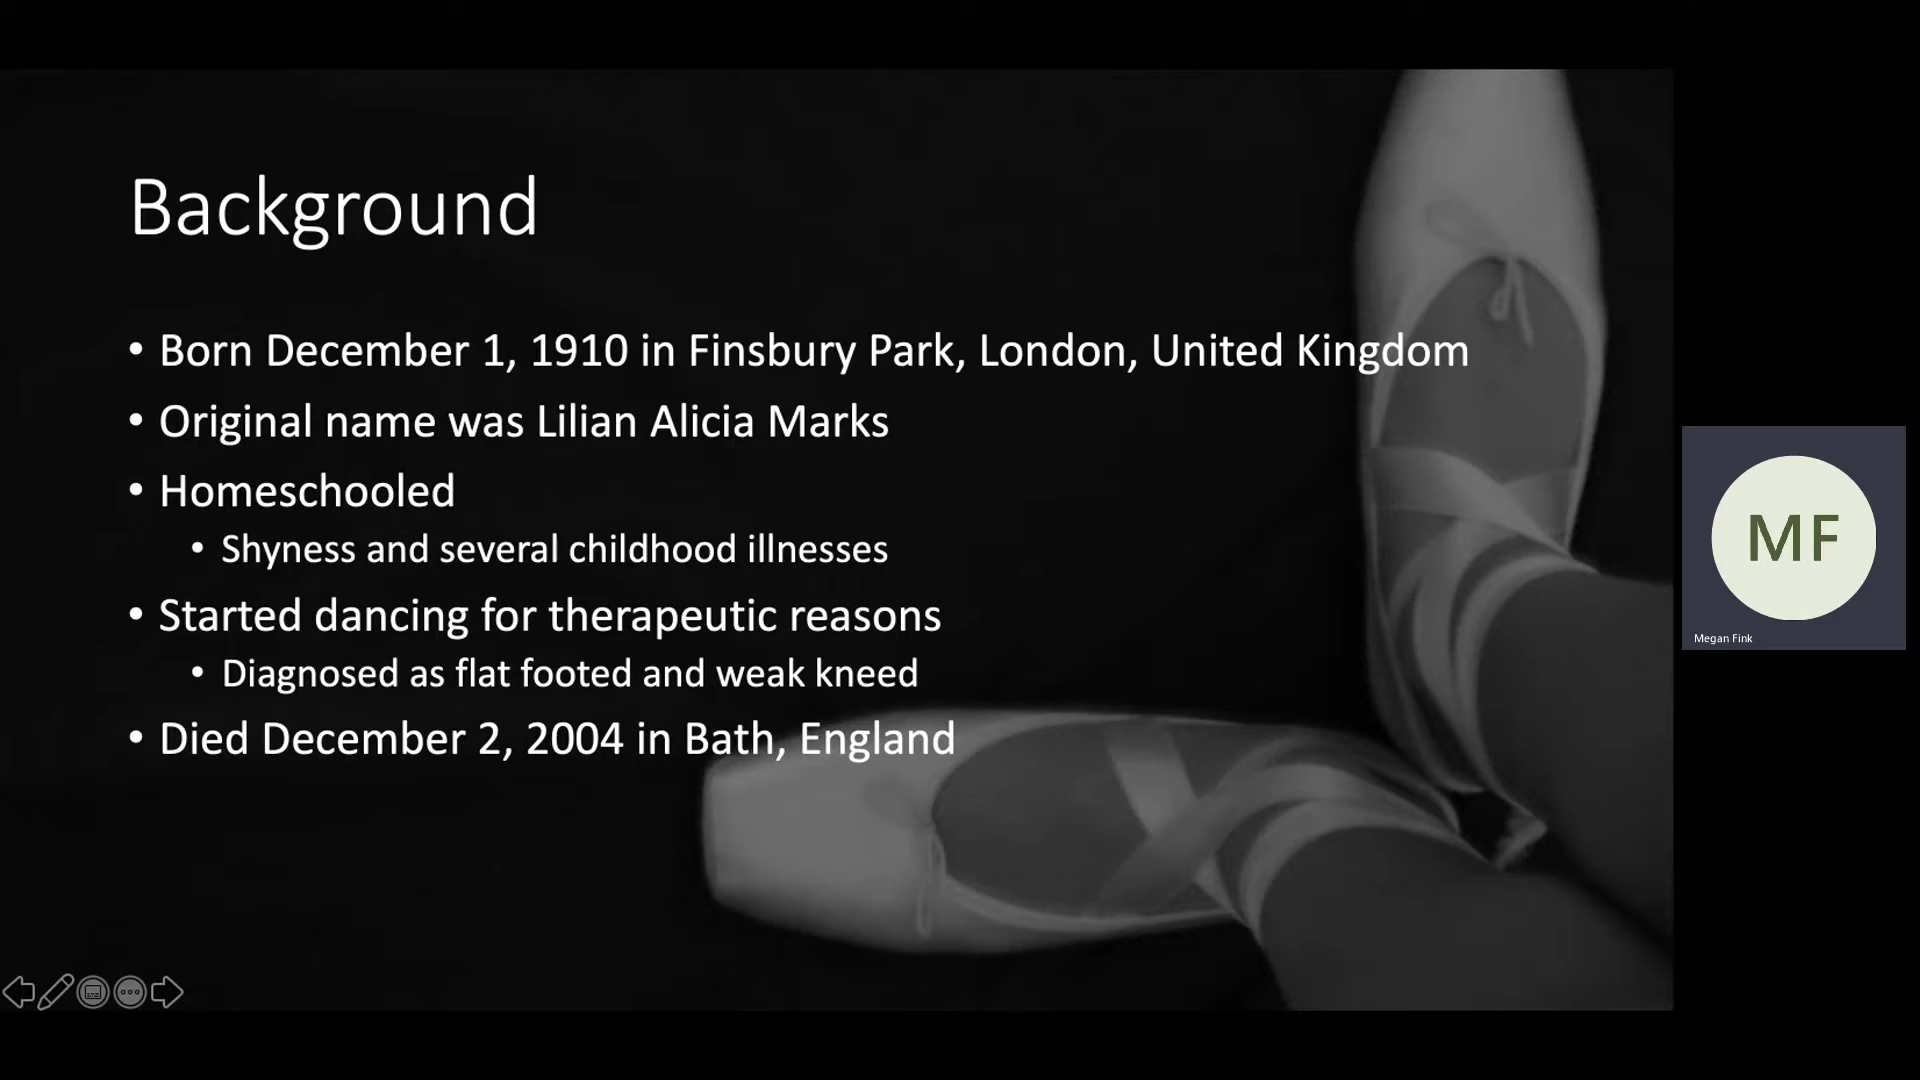 Background
• Born December 1, 1910 in Finsbury Park, London, United Kingdom
• Original name was Lilian Alicia Marks
• Homeschooled
• Shyness and several childhood illnesses
• Started dancing for therapeutic reasons
• Diagnosed as flat footed and weak kneed
• Died December 2, 2004 in Bath, England
MF
Megan Fink